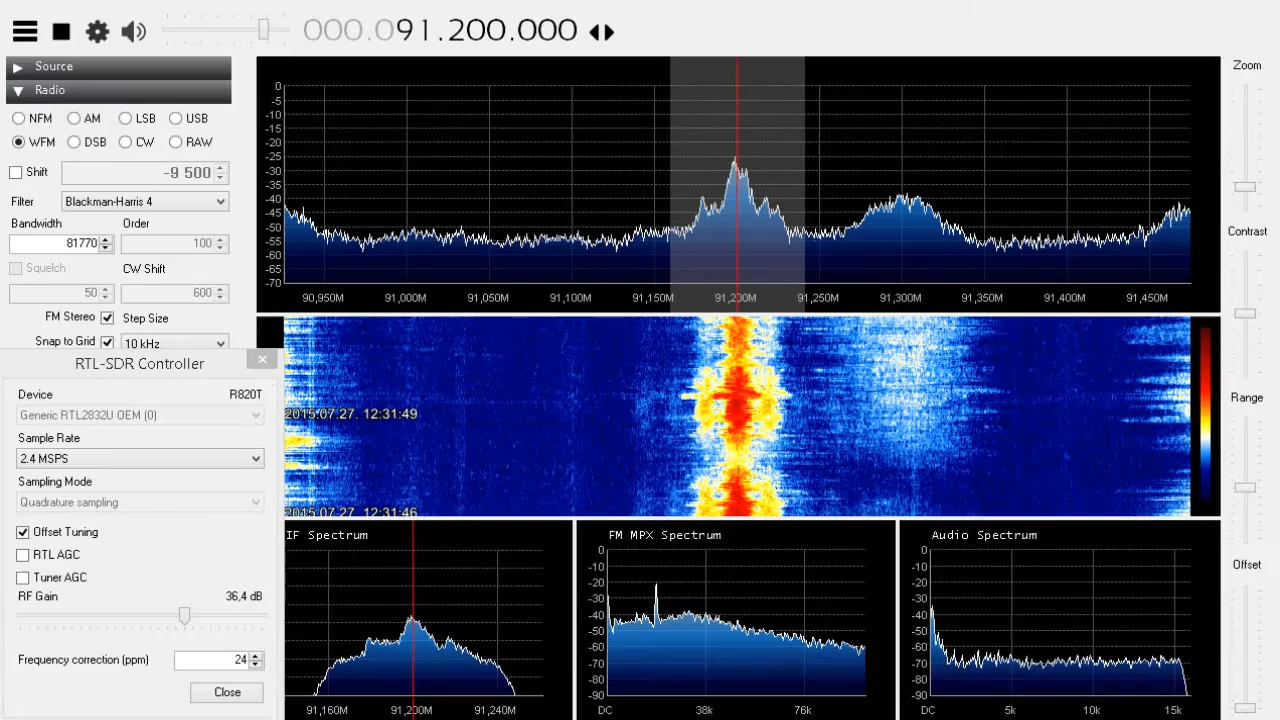 000.091.200.000
Source
Radio
NFM AM LSB USB
WFM DSB CW RAW
Shift -9 500
Filter Blackman-Harris 4
Bandwidth Order
81770 100
Squelch CW Shift
50 600
FM Stereo Step Size
Snap to Grid 10 kHz
RTL-SDR Controller
Device R820T
Generic RTL2832U OEM (0)
Sample Rate
2.4 MSPS
Sampling Mode
Quadrature sampling
Offset Tuning
RTL AGC
Tuner AGC
RF Gain 36,4 dB
Frequency correction (ppm) 24
Close
0
-5
-10
-15
-20
-25
-30
-35
-40
-45
-50
-55
-60
-65
-70
90,950M 91,000M 91,050M 91,100M 91,150M 91,200M 91,250M 91,300M 91,350M 91,400M 91,450M
2015.07.27. 12:31:49
2015.07.27. 12:31:46
IF Spectrum
91,160M 91,200M 91,240M
FM MPX Spectrum
0
-10
-20
-30
-40
-50
-60
-70
-80
-90
DC 38k 76k
Audio Spectrum
0
-10
-20
-30
-40
-50
-60
-70
-80
-90
DC 5k 10k 15k
Zoom
Contrast
Range
Offset